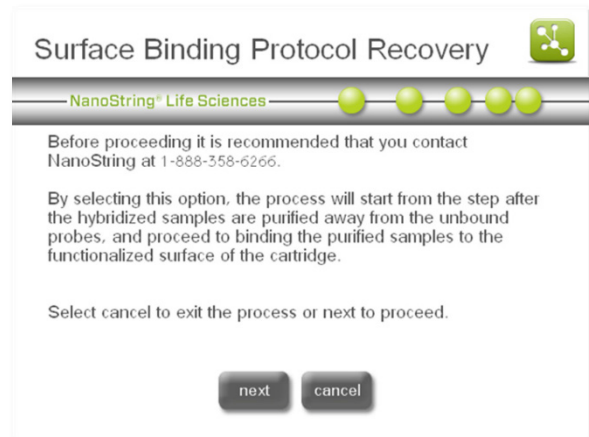 Surface Binding Protocol Recovery
NanoString® Life Sciences
Before proceeding it is recommended that you contact
NanoString at 1-888-358-6266.
By selecting this option, the process will start from the step after
the hybridized samples are purified away from the unbound
probes, and proceed to binding the purified samples to the
functionalized surface of the cartridge.
Select cancel to exit the process or next to proceed.
next
cancel